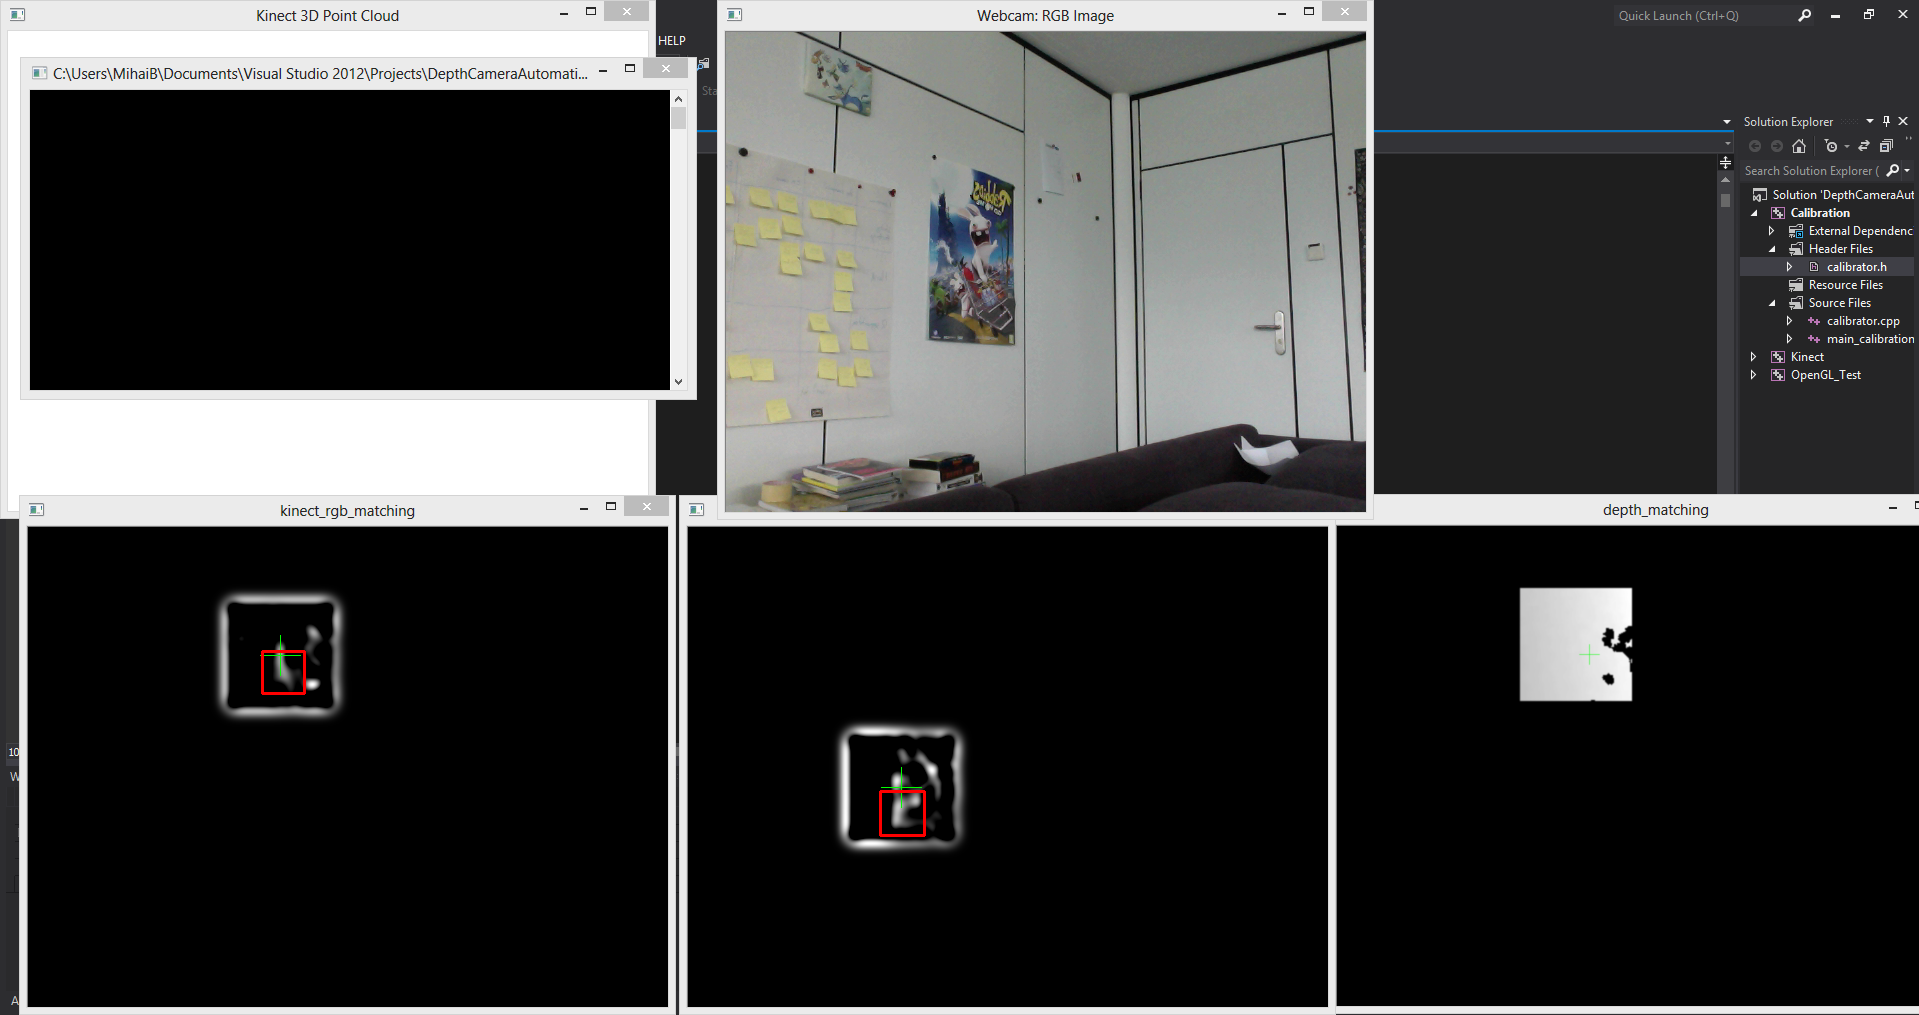 Kinect 3D Point Cloud
Webcam: RGB Image
Quick Launch (Ctrl+Q)
HELP
C:\Users\MihaiB\Documents\Visual Studio 2012\Projects\DepthCameraAutomati...
Sta
Solution Explorer
Search Solution Explorer (
Solution 'DepthCameraAut
Calibration
External Dependenc
Header Files
calibrator.h
Resource Files
Source Files
calibrator.cpp
main_calibration
Kinect
OpenGL_Test
kinect_rgb_matching
depth_matching
10
W
A